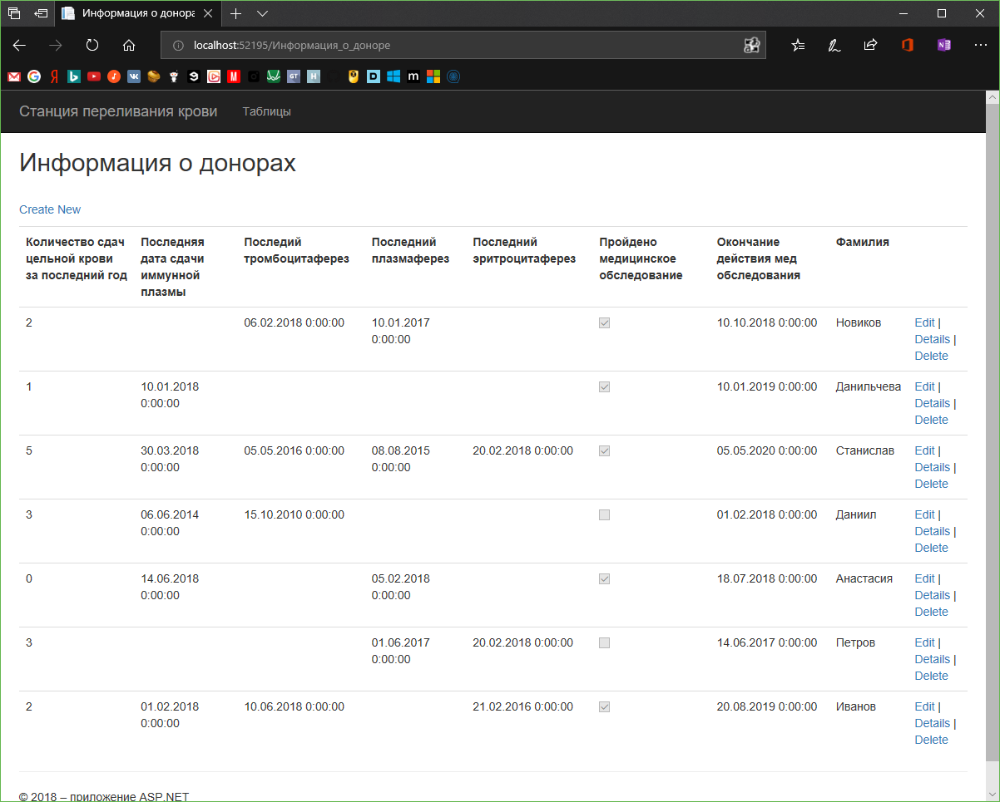 Информация о донора
localhost:52195/Информация_о_доноре
Станция переливания крови Таблицы
Информация о донорах
Create New
Количество сдач цельной крови за последний год
Последняя дата сдачи иммунной плазмы
Последий тромбоцитаферез
Последний плазмаферез
Последний эритроцитаферез
Пройдено медицинское обследование
Окончание действия мед обследования
Фамилия
2 06.02.2018 0:00:00 10.01.2017 0:00:00 10.10.2018 0:00:00 Новиков Edit | Details | Delete
1 10.01.2018 0:00:00 10.01.2019 0:00:00 Данильчева Edit | Details | Delete
5 30.03.2018 0:00:00 05.05.2016 0:00:00 08.08.2015 0:00:00 20.02.2018 0:00:00 05.05.2020 0:00:00 Станислав Edit | Details | Delete
3 06.06.2014 0:00:00 15.10.2010 0:00:00 01.02.2018 0:00:00 Даниил Edit | Details | Delete
0 14.06.2018 0:00:00 05.02.2018 0:00:00 18.07.2018 0:00:00 Анастасия Edit | Details | Delete
3 01.06.2017 0:00:00 20.02.2018 0:00:00 14.06.2017 0:00:00 Петров Edit | Details | Delete
2 01.02.2018 0:00:00 10.06.2018 0:00:00 21.02.2016 0:00:00 20.08.2019 0:00:00 Иванов Edit | Details | Delete
© 2018 – приложение ASP.NET